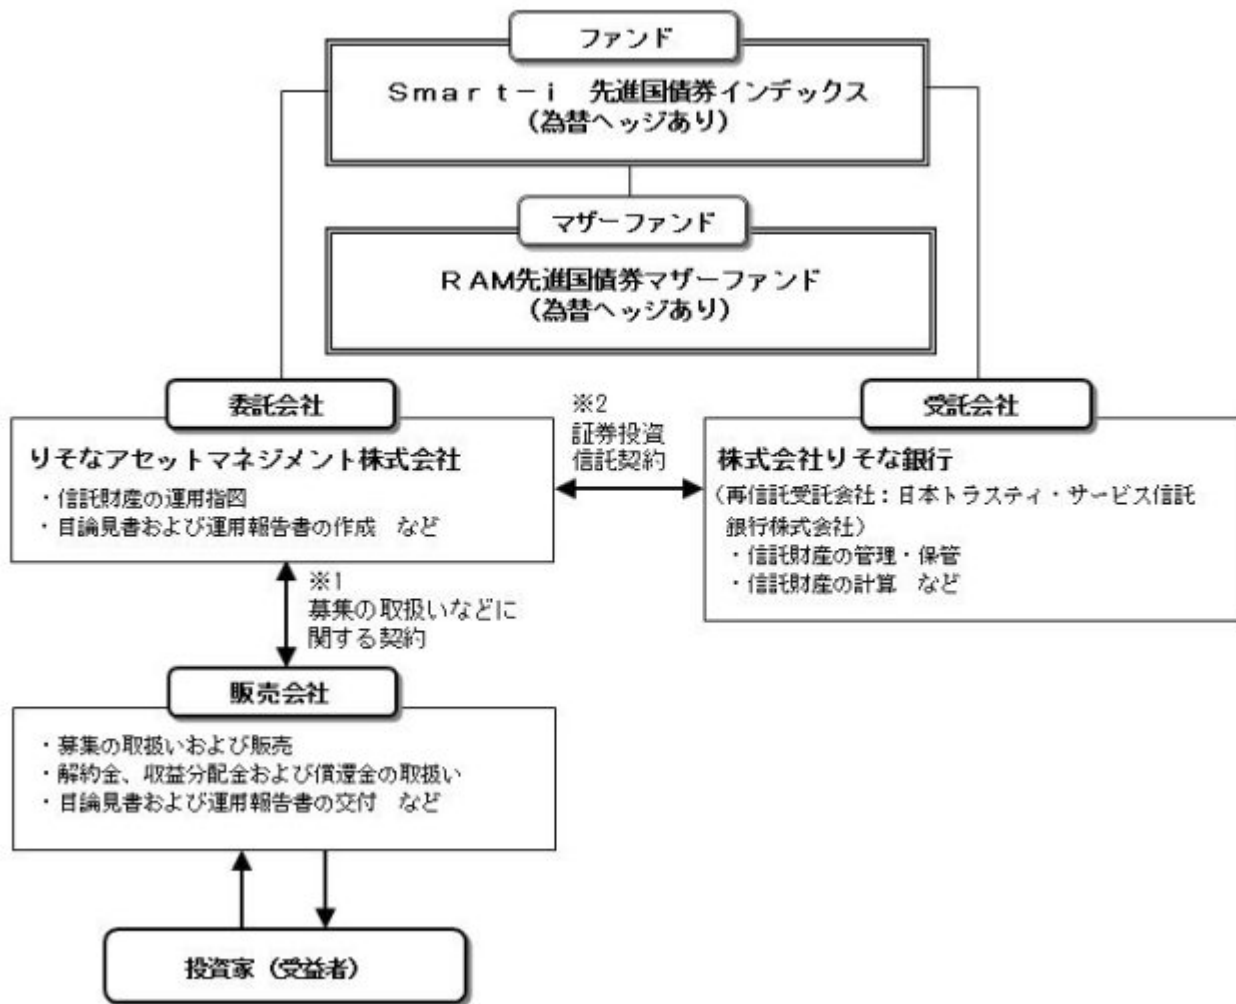 ファンド
Ｓｍａｒｔ－ｉ　先進国債券インデックス
（為替ヘッジあり）
マザーファンド
ＲＡＭ先進国債券マザーファンド
（為替ヘッジあり）
委託会社
りそなアセットマネジメント株式会社
・信託財産の運用指図
・目論見書および運用報告書の作成　など
※2
証券投資
信託契約
受託会社
株式会社りそな銀行
（再信託受託会社：日本トラスティ・サービス信託
銀行株式会社）
・信託財産の管理・保管
・信託財産の計算　など
※1
募集の取扱いなどに
関する契約
販売会社
・募集の取扱いおよび販売
・解約金、収益分配金および償還金の取扱い
・目論見書および運用報告書の交付　など
投資家（受益者）